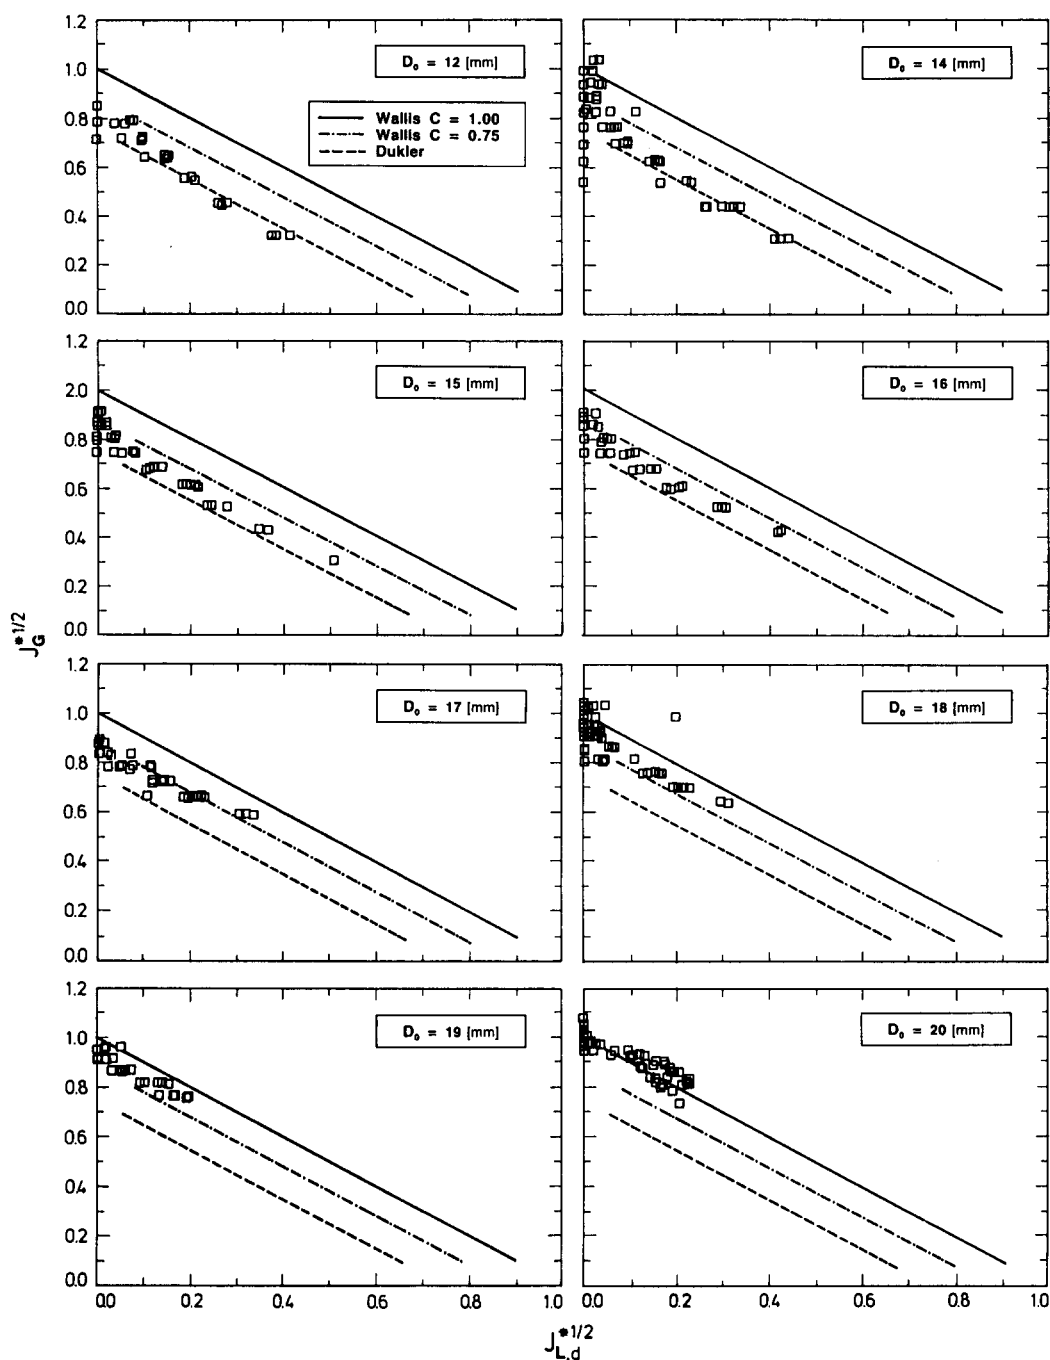 1.2
1.0
0.8
0.6
0.4
0.2
0.0
D₀ = 12 [mm]
Wallis C = 1.00
Wallis C = 0.75
Dukler
D₀ = 14 [mm]
1.2
2.0
0.8
0.6
0.4
0.2
0.0
D₀ = 15 [mm]
D₀ = 16 [mm]
J_G^*1/2
1.2
1.0
0.8
0.6
0.4
0.2
0.0
D₀ = 17 [mm]
D₀ = 18 [mm]
1.2
1.0
0.8
0.6
0.4
0.2
0.0
D₀ = 19 [mm]
D₀ = 20 [mm]
0.0 0.2 0.4 0.6 0.8 1.0
0.0 0.2 0.4 0.6 0.8 1.0
J_L,d^*1/2